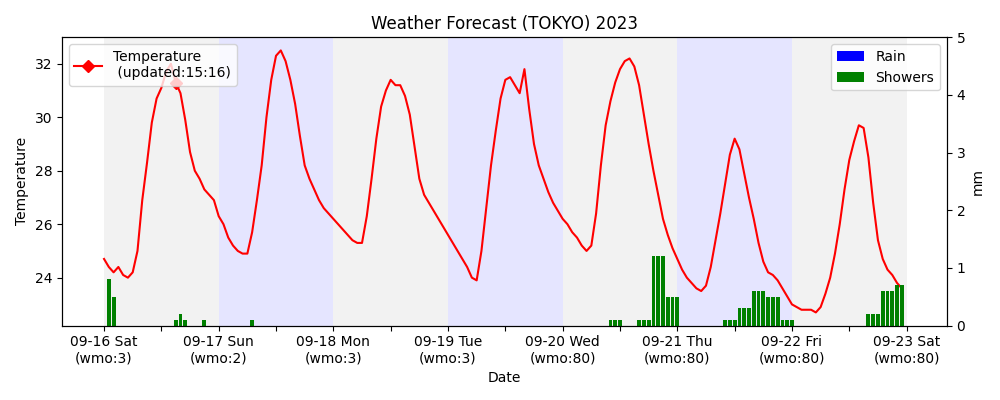 Weather Forecast (TOKYO) 2023
Temperature
(updated:15:16)
Rain
Showers
Temperature
32
30
28
26
24
5
4
3
2
1
0
mm
09-16 Sat
(wmo:3)
09-17 Sun
(wmo:2)
09-18 Mon
(wmo:3)
09-19 Tue
(wmo:3)
09-20 Wed
(wmo:80)
09-21 Thu
(wmo:80)
09-22 Fri
(wmo:80)
09-23 Sat
(wmo:80)
Date